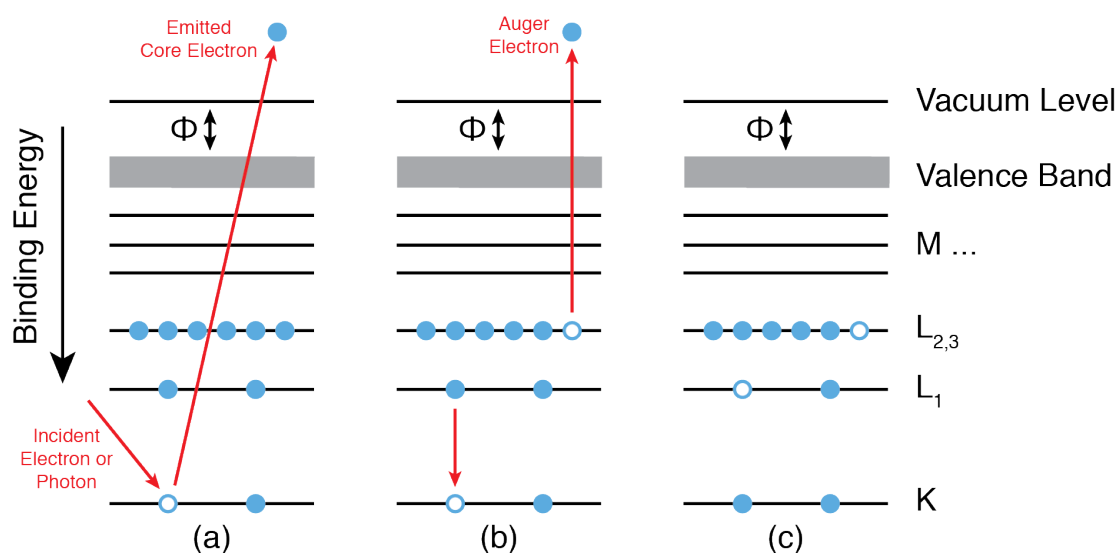 Emitted
Core Electron
Auger
Electron
Vacuum Level
Φ
Φ
Φ
Valence Band
Binding Energy
M ...
L2,3
L1
Incident
Electron or
Photon
K
(a)
(b)
(c)